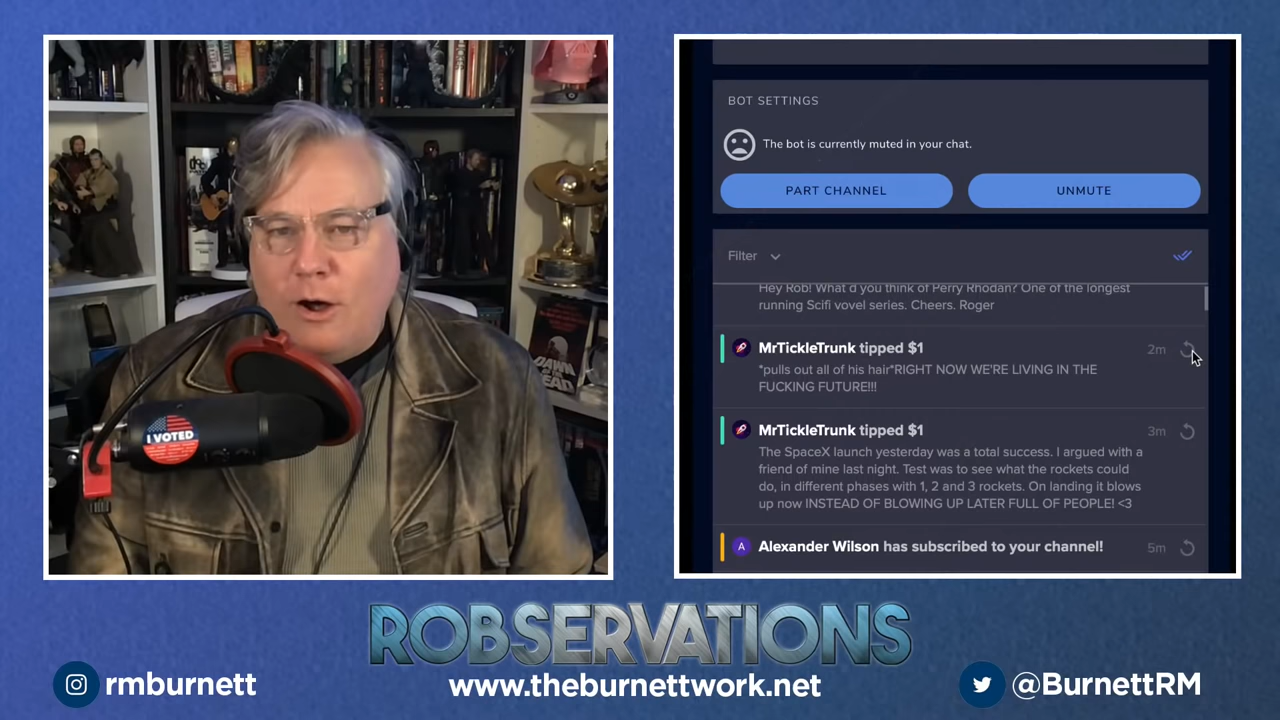 I VOTED
DAWN
OF THE
DEAD
BOT SETTINGS
The bot is currently muted in your chat.
PART CHANNEL
UNMUTE
Filter
Hey Rob! What d you think of Perry Rhodan? One of the longest
running Scifi vovel series. Cheers. Roger
MrTickleTrunk tipped $1
2m
*pulls out all of his hair*RIGHT NOW WE'RE LIVING IN THE
FUCKING FUTURE!!!
MrTickleTrunk tipped $1
3m
The SpaceX launch yesterday was a total success. I argued with a
friend of mine last night. Test was to see what the rockets could
do, in different phases with 1, 2 and 3 rockets. On landing it blows
up now INSTEAD OF BLOWING UP LATER FULL OF PEOPLE! <3
A
Alexander Wilson has subscribed to your channel!
5m
ROBSERVATIONS
rmburnett
www.theburnettwork.net
@BurnettRM